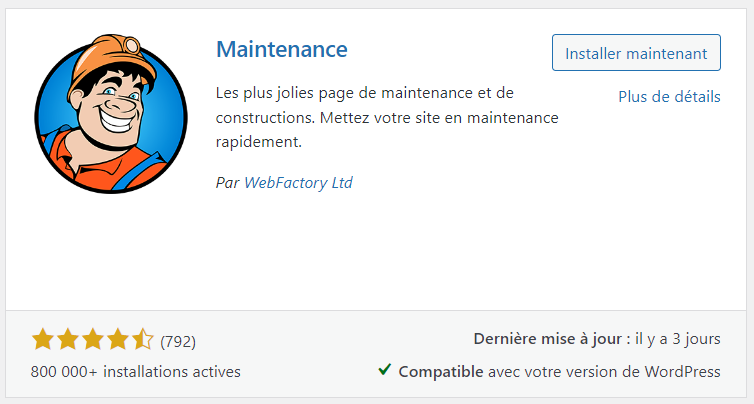 Maintenance
Installer maintenant
Plus de détails
Les plus jolies page de maintenance et de
constructions. Mettez votre site en maintenance
rapidement.
Par WebFactory Ltd
(792)
Dernière mise à jour : il y a 3 jours
800 000+ installations actives
Compatible avec votre version de WordPress